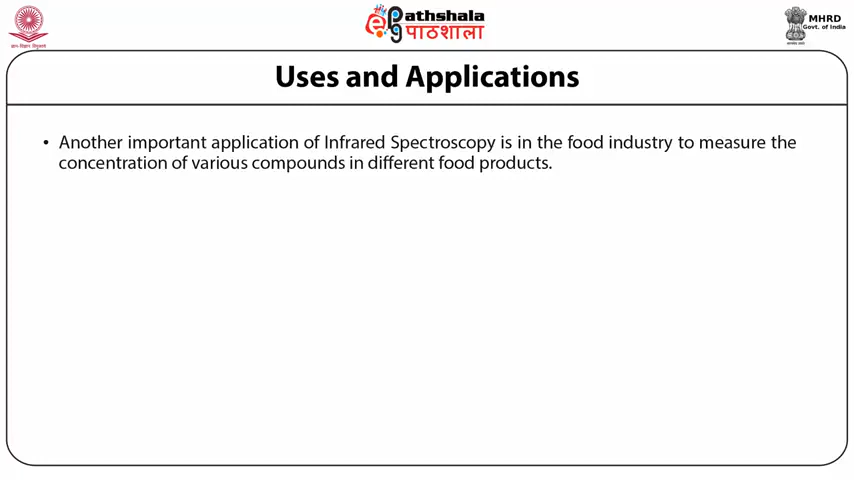 ePathshala
पाठशाला
MHRD
Govt. of India
Uses and Applications
• Another important application of Infrared Spectroscopy is in the food industry to measure the
concentration of various compounds in different food products.